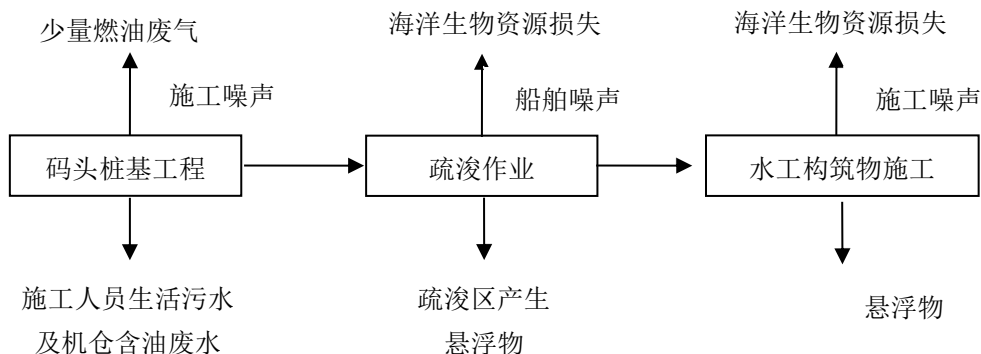 少量燃油废气
海洋生物资源损失
海洋生物资源损失
施工噪声
船舶噪声
施工噪声
码头桩基工程
疏浚作业
水工构筑物施工
施工人员生活污水
及机仓含油废水
疏浚区产生
悬浮物
悬浮物